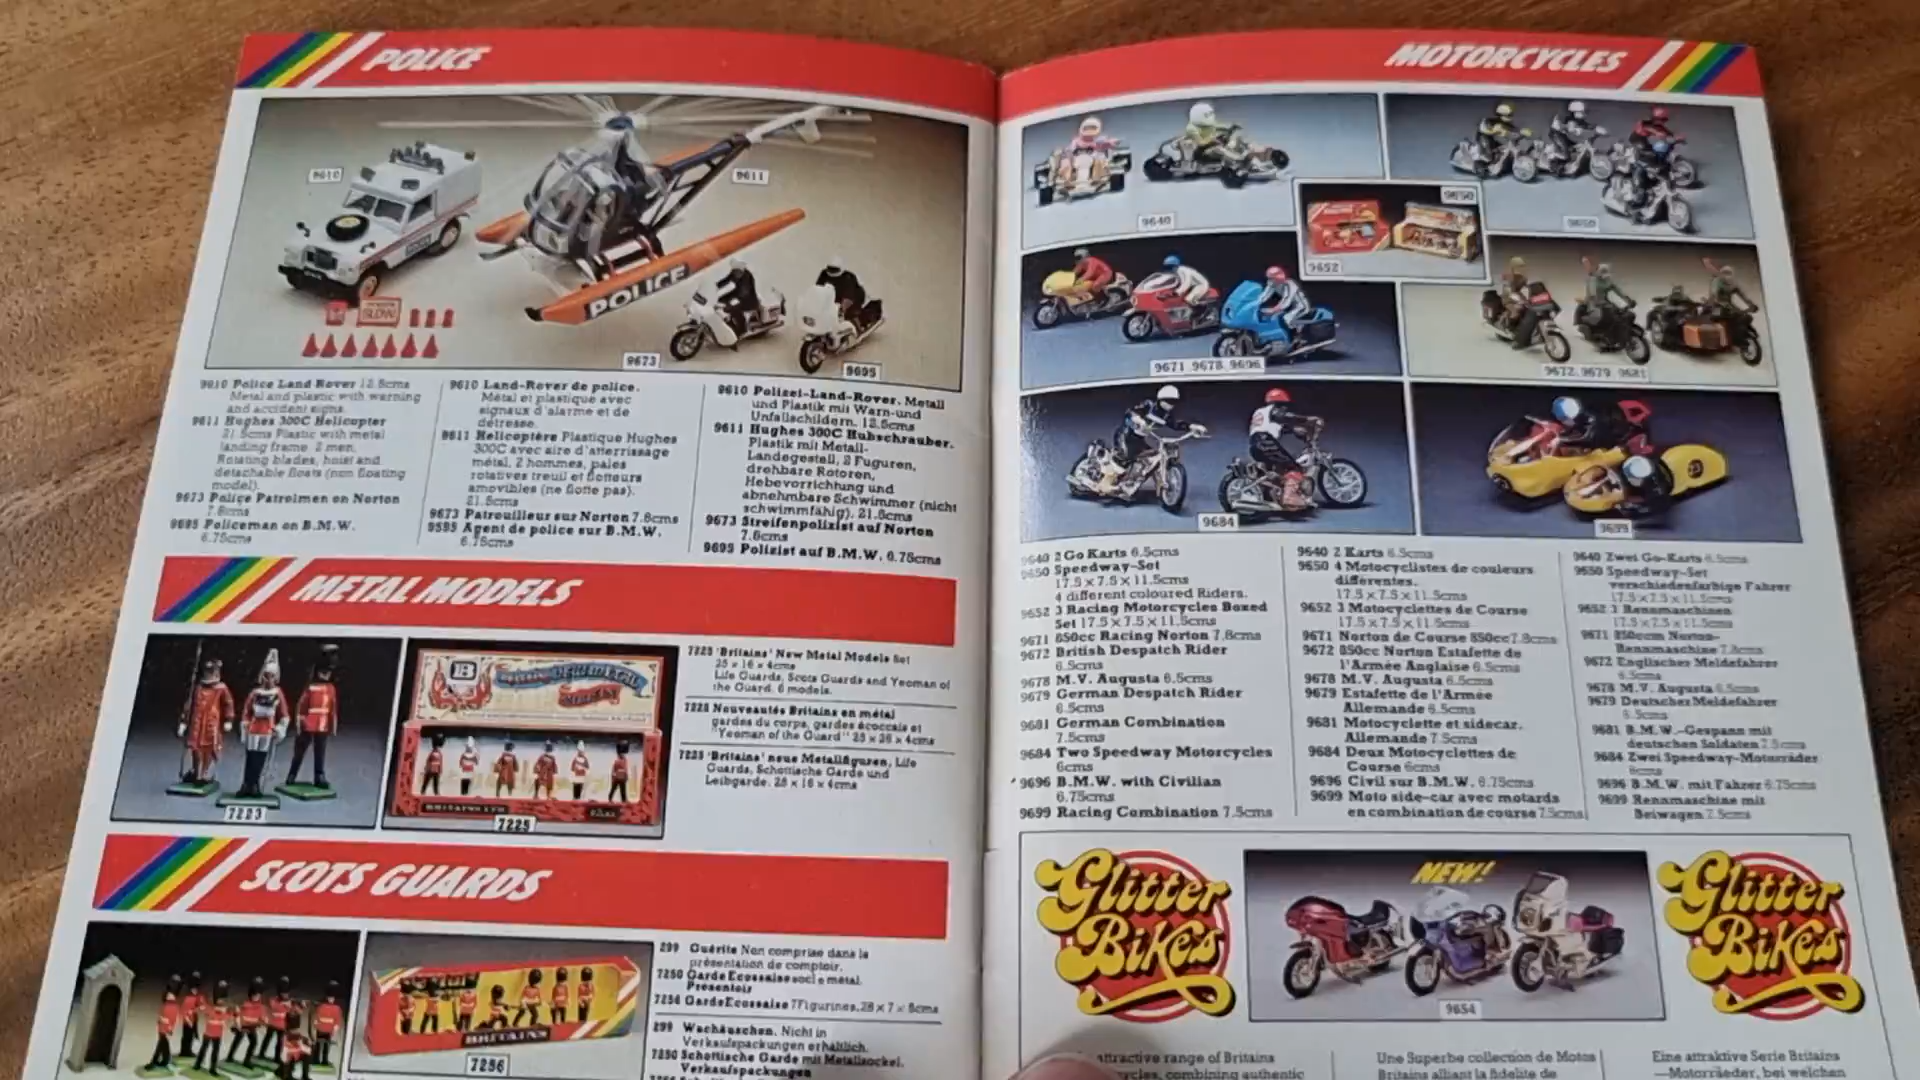 POLICE
9610
9611
POLICE
SLOW
9673
9695
9610 Police Land Rover 12.5cms
Metal and plastic with warning
and accident signs.
9611 Hughes 300C Helicopter
21.5cms Plastic with metal
landing frame. 2 men.
Rotating blades, hoist and
detachable floats (non floating
model).
9673 Police Patrolmen on Norton
7.8cms
9695 Policeman on B.M.W.
6.75cms
9610 Land-Rover de police.
Métal et plastique avec
signaux d'alarme et de
détresse.
9611 Hélicoptère Plastique Hughes
300C avec aire d'atterrissage
métal, 2 hommes, pales
rotatives treuil et flotteurs
amovibles (ne flotte pas).
21.5cms
9673 Patrouilleur sur Norton 7.8cms
9695 Agent de police sur B.M.W.
6.75cms
9610 Polizei-Land-Rover. Metall
und Plastik mit Warn-und
Unfallschildern. 12.5cms
9611 Hughes 300C Hubschrauber.
Plastik mit Metall-
Landegestell, 2 Fuguren,
drehbare Rotoren,
Hebevorrichtung und
abnehmbare Schwimmer (nicht
schwimmfähig). 21.5cms
9673 Streifenpolizist auf Norton
7.8cms
9695 Polizist auf B.M.W. 6.75cms
METAL MODELS
7223
7225
BRITAINS LTD
7225 'Britains' New Metal Models Set
25 x 16 x 4cms
Life Guards, Scots Guards and Yeoman of
the Guard. 6 models.
7225 Nouveautés Britains en métal
gardes du corps, gardes écoccais et
"Yeoman of the Guard" 25 x 26 x 4cms
7225 'Britains' neue Metallfiguren, Life
Guards, Schottische Garde und
Leibgarde. 25 x 16 x 4cms
SCOTS GUARDS
BRITAINS
7256
299 Guérite Non comprise dans la
présentation de comptoir.
7250 Garde Ecossaise socle métal.
Présentoir
7256 Garde Ecossaise 7 Figurines. 28 x 7 x 8cms
299 Wachäuschen. Nicht in
Verkaufspackungen erhältlich.
7250 Schottische Garde mit Metallsockel.
Verkaufspackungen
MOTORCYCLES
9640
9650
9650
9652
9671 9678 9696
9672 9679 9681
9684
9699
9640 2 Go Karts 6.5cms
9650 Speedway-Set
17.5 x 7.5 x 11.5cms
4 different coloured Riders.
9652 3 Racing Motorcycles Boxed
Set 17.5 x 7.5 x 11.5cms
9671 850cc Racing Norton 7.8cms
9672 British Despatch Rider
6.5cms
9678 M.V. Augusta 6.5cms
9679 German Despatch Rider
6.5cms
9681 German Combination
7.5cms
9684 Two Speedway Motorcycles
6cms
9696 B.M.W. with Civilian
6.75cms
9699 Racing Combination 7.5cms
9640 2 Karts 6.5cms
9650 4 Motocyclistes de couleurs
différentes.
17.5 x 7.5 x 11.5cms
9652 3 Motocyclettes de Course
17.5 x 7.5 x 11.5cms
9671 Norton de Course 850cc 7.8cms
9672 850cc Norton Estafette de
l'Armée Anglaise 6.5cms
9678 M.V. Augusta 6.5cms
9679 Estafette de l'Armée
Allemande 6.5cms
9681 Motocyclette et sidecar.
Allemande 7.5cms
9684 Deux Motocyclettes de
Course 6cms
9696 Civil sur B.M.W. 6.75cms
9699 Moto side-car avec motards
en combination de course 7.5cms
9640 Zwei Go-Karts 6.5cms
9650 Speedway-Set
verschiedenfarbige Fahrer
17.5 x 7.5 x 11.5cms
9652 3 Rennmaschinen
17.5 x 7.5 x 11.5cms
9671 850ccm Norton-
Rennmaschine 7.8cms
9672 Englischer Meldefahrer
6.5cms
9678 M.V. Augusta 6.5cms
9679 Deutscher Meldefahrer
6.5cms
9681 B.M.W.-Gespann mit
deutschen Soldaten 7.5cms
9684 Zwei Speedway-Motorräder
6cms
9696 B.M.W. mit Fahrer 6.75cms
9699 Rennmaschine mit
Beiwagen 7.5cms
Glitter
Bikes
NEW!
9654
Glitter
Bikes
attractive range of Britains
cycles, combining authentic
Une Superbe collection de Motos
Britains alliant la fidelite de
Eine attraktive Serie Britains
—Motorräeder, bei welchen